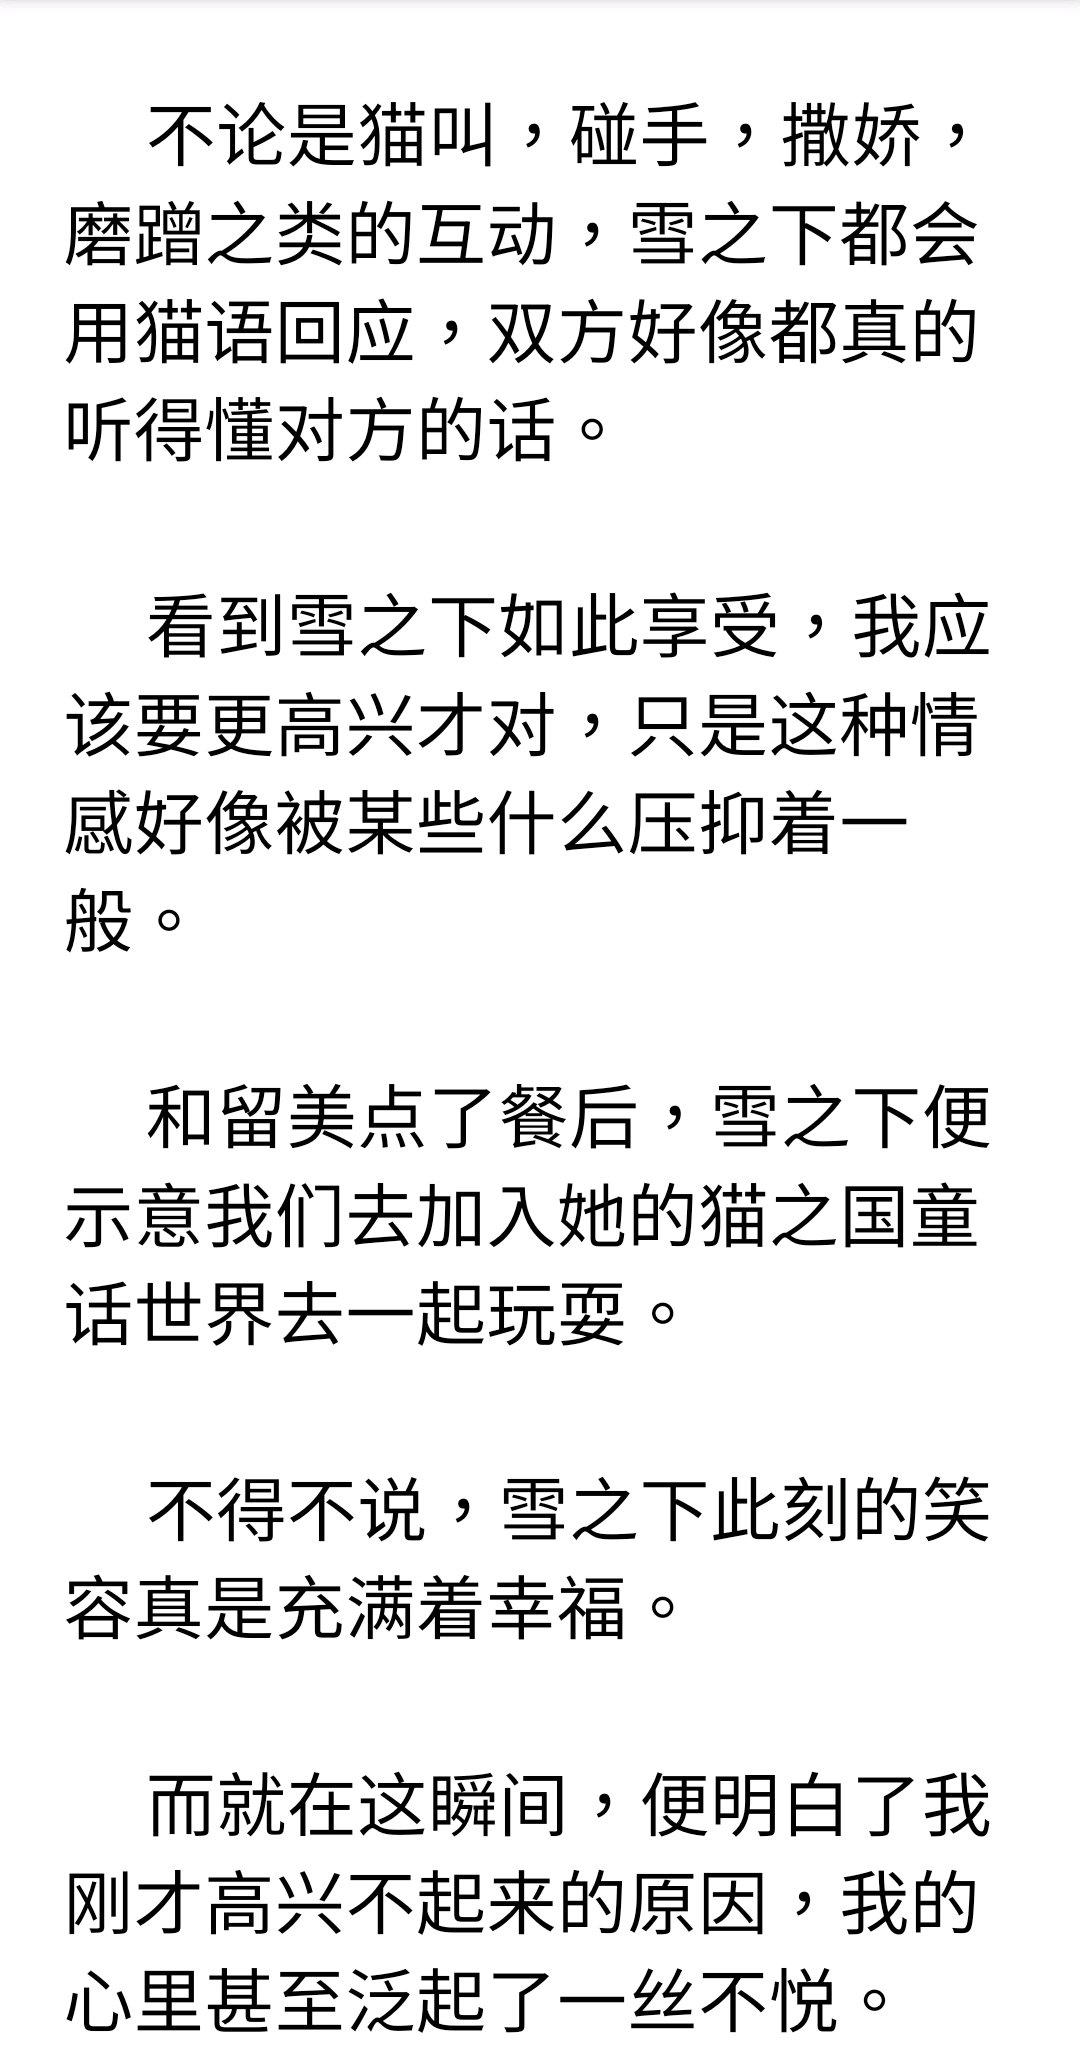 不论是猫叫，碰手，撒娇，
磨蹭之类的互动，雪之下都会
用猫语回应，双方好像都真的
听得懂对方的话。
看到雪之下如此享受，我应
该要更高兴才对，只是这种情
感好像被某些什么压抑着一
般。
和留美点了餐后，雪之下便
示意我们去加入她的猫之国童
话世界去一起玩耍。
不得不说，雪之下此刻的笑
容真是充满着幸福。
而就在这瞬间，便明白了我
刚才高兴不起来的原因，我的
心里甚至泛起了一丝不悦。